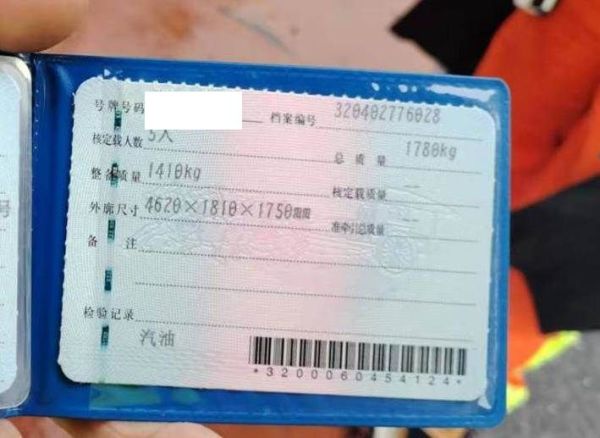 号牌号码 档案编号 320402776028
核定载人数 5人 总质量 1780kg
整备质量 1410kg 核定载质量
外廓尺寸 4620×1810×1750mm 准牵引总质量
备注
检验记录
汽油
*3200060454124*
号